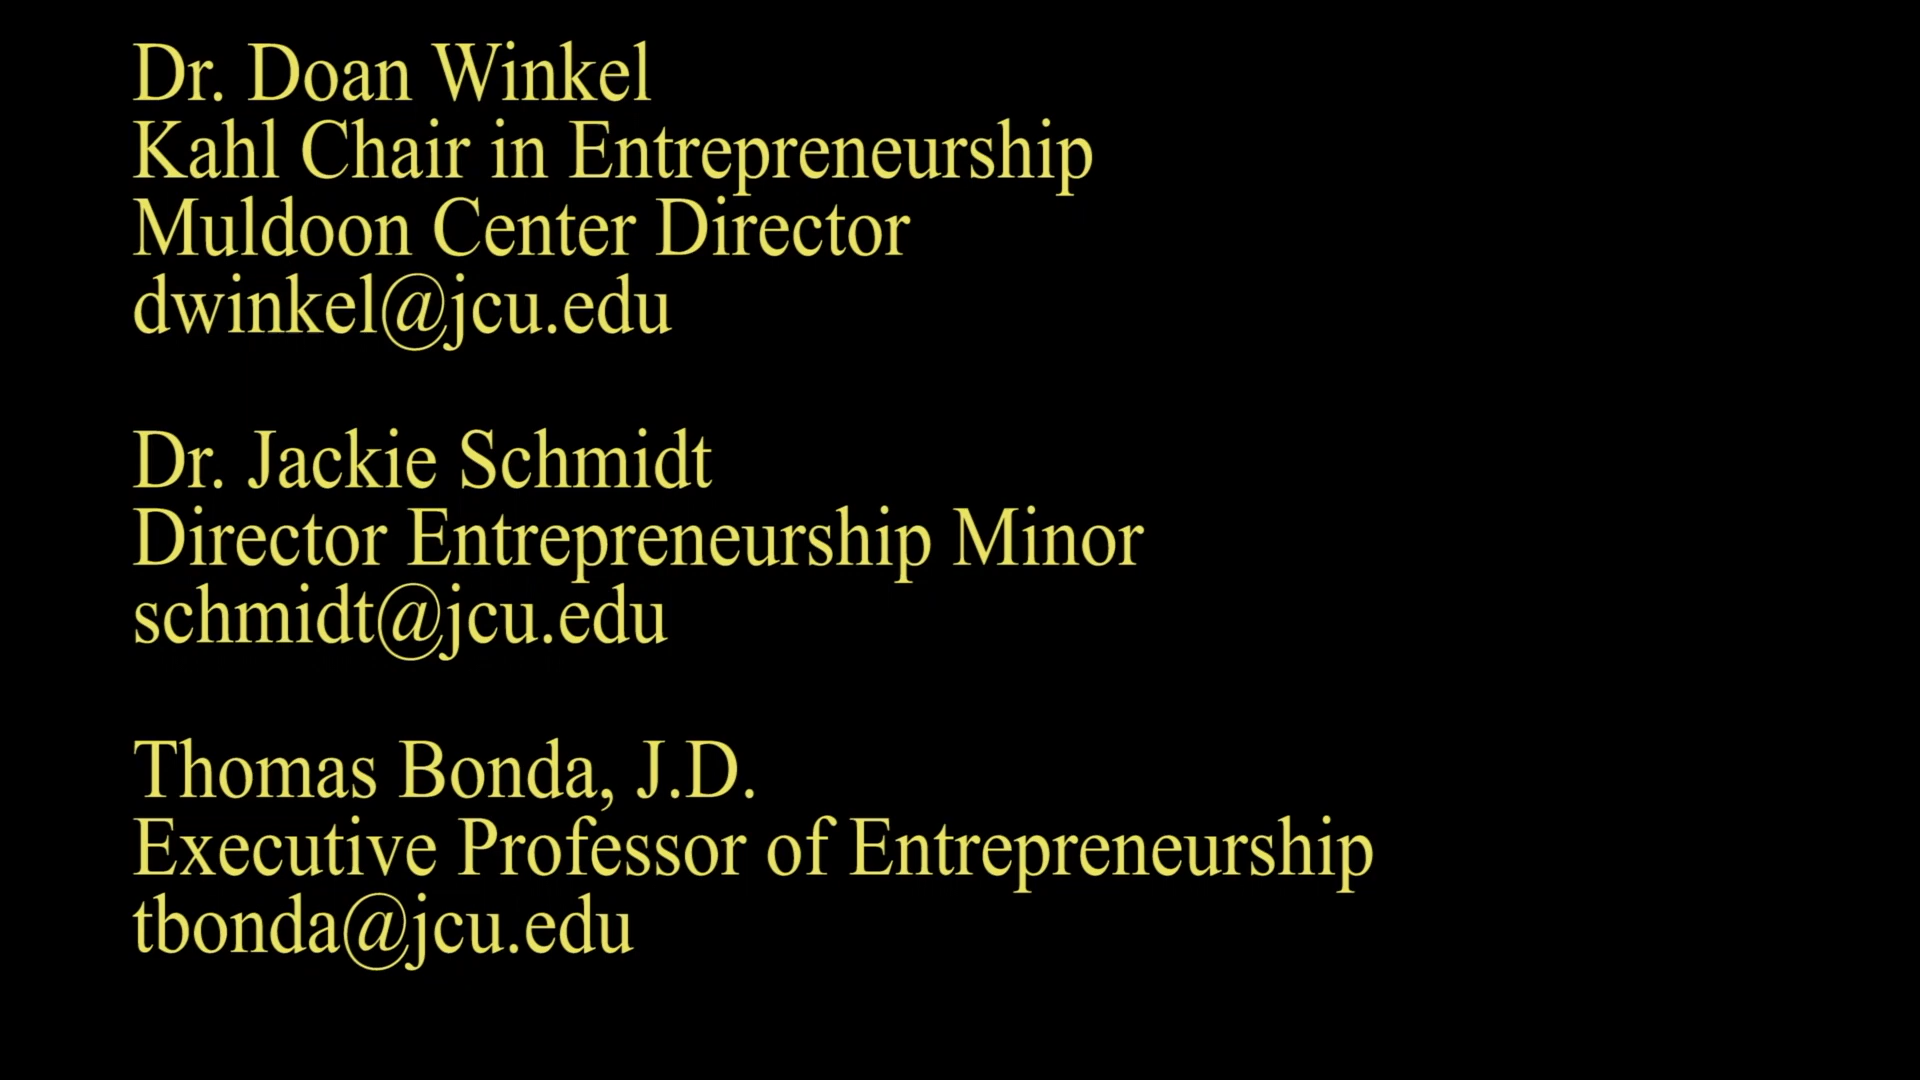 Dr. Doan Winkel
Kahl Chair in Entrepreneurship
Muldoon Center Director
dwinkel@jcu.edu
Dr. Jackie Schmidt
Director Entrepreneurship Minor
schmidt@jcu.edu
Thomas Bonda, J.D.
Executive Professor of Entrepreneurship
tbonda@jcu.edu